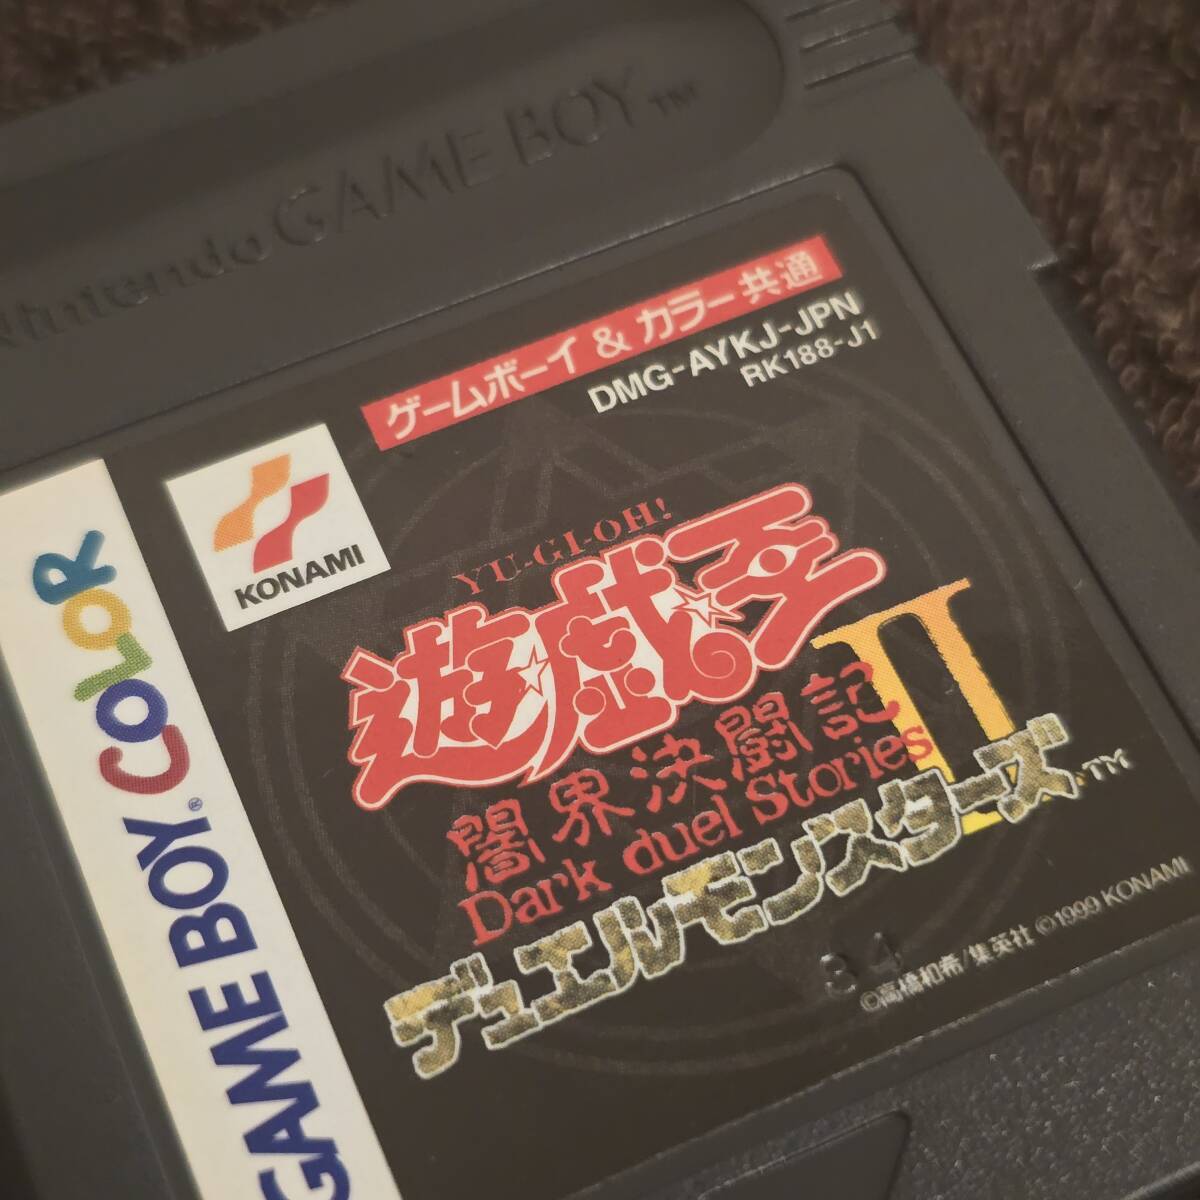 Nintendo GAME BOY™
ゲームボーイ & カラー共通
DMG-AYKJ-JPN
RK188-J1
KONAMI
GAME BOY® COLOR
YU-GI-OH!
遊戯王
II
闇界決闘記
Dark duel Stories
デュエルモンスターズ™
34
©高橋和希/集英社 ©1999 KONAMI